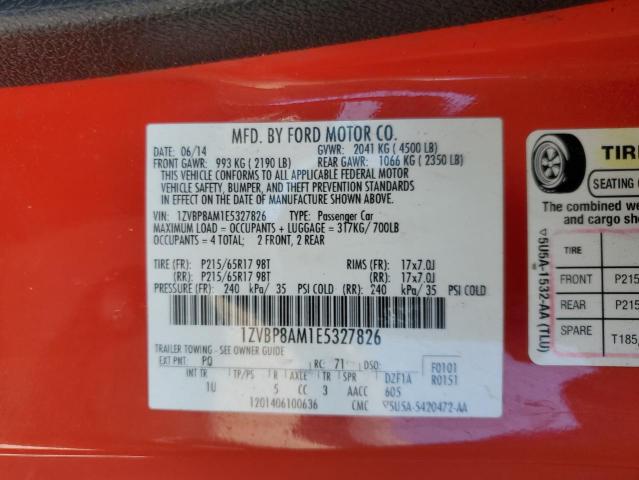 MFD. BY FORD MOTOR CO.
DATE: 06/14 GVWR: 2041 KG ( 4500 LB)
FRONT GAWR: 993 KG ( 2190 LB) REAR GAWR: 1066 KG ( 2350 LB)
THIS VEHICLE CONFORMS TO ALL APPLICABLE FEDERAL MOTOR
VEHICLE SAFETY, BUMPER, AND THEFT PREVENTION STANDARDS
IN EFFECT ON THE DATE OF MANUFACTURE SHOWN ABOVE.
VIN: 1ZVBP8AM1E5327826 TYPE: Passenger Car
MAXIMUM LOAD = OCCUPANTS + LUGGAGE = 317KG/ 700LB
OCCUPANTS = 4 TOTAL; 2 FRONT, 2 REAR
TIRE (FR): P215/65R17 98T RIMS (FR): 17x7.0J
(RR): P215/65R17 98T (RR): 17x7.0J
PRESSURE (FR): 240 kPa/ 35 PSI COLD (RR): 240 kPa/ 35 PSI COLD
1ZVBP8AM1E5327826
TRAILER TOWING - SEE OWNER GUIDE
EXT PNT: PQ RC: 71 DSO: F0101
R0151
INT TR TP/PS R AXLE TR SPR DZF1A
1U 5 CC 3 AACC 605
1201406100636 CMC 5U5A-5420472-AA
TIRE
SEATING
The combined we
and cargo sho
TIRE
FRONT P215
REAR P215
SPARE T185
5U5A-1532-AA (TLU)